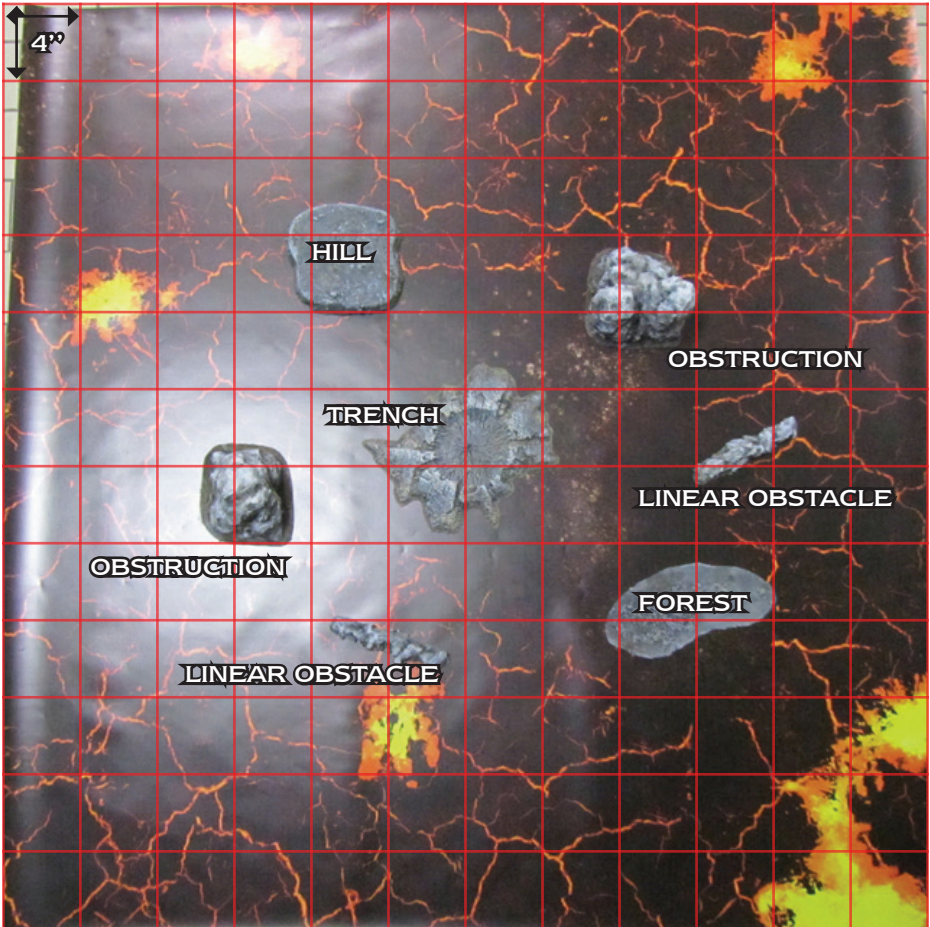 4”
HILL
OBSTRUCTION
TRENCH
LINEAR OBSTACLE
OBSTRUCTION
FOREST
LINEAR OBSTACLE